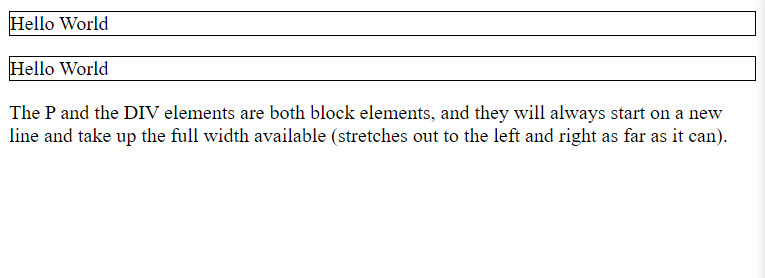 Hello World
Hello World
The P and the DIV elements are both block elements, and they will always start on a new
line and take up the full width available (stretches out to the left and right as far as it can).